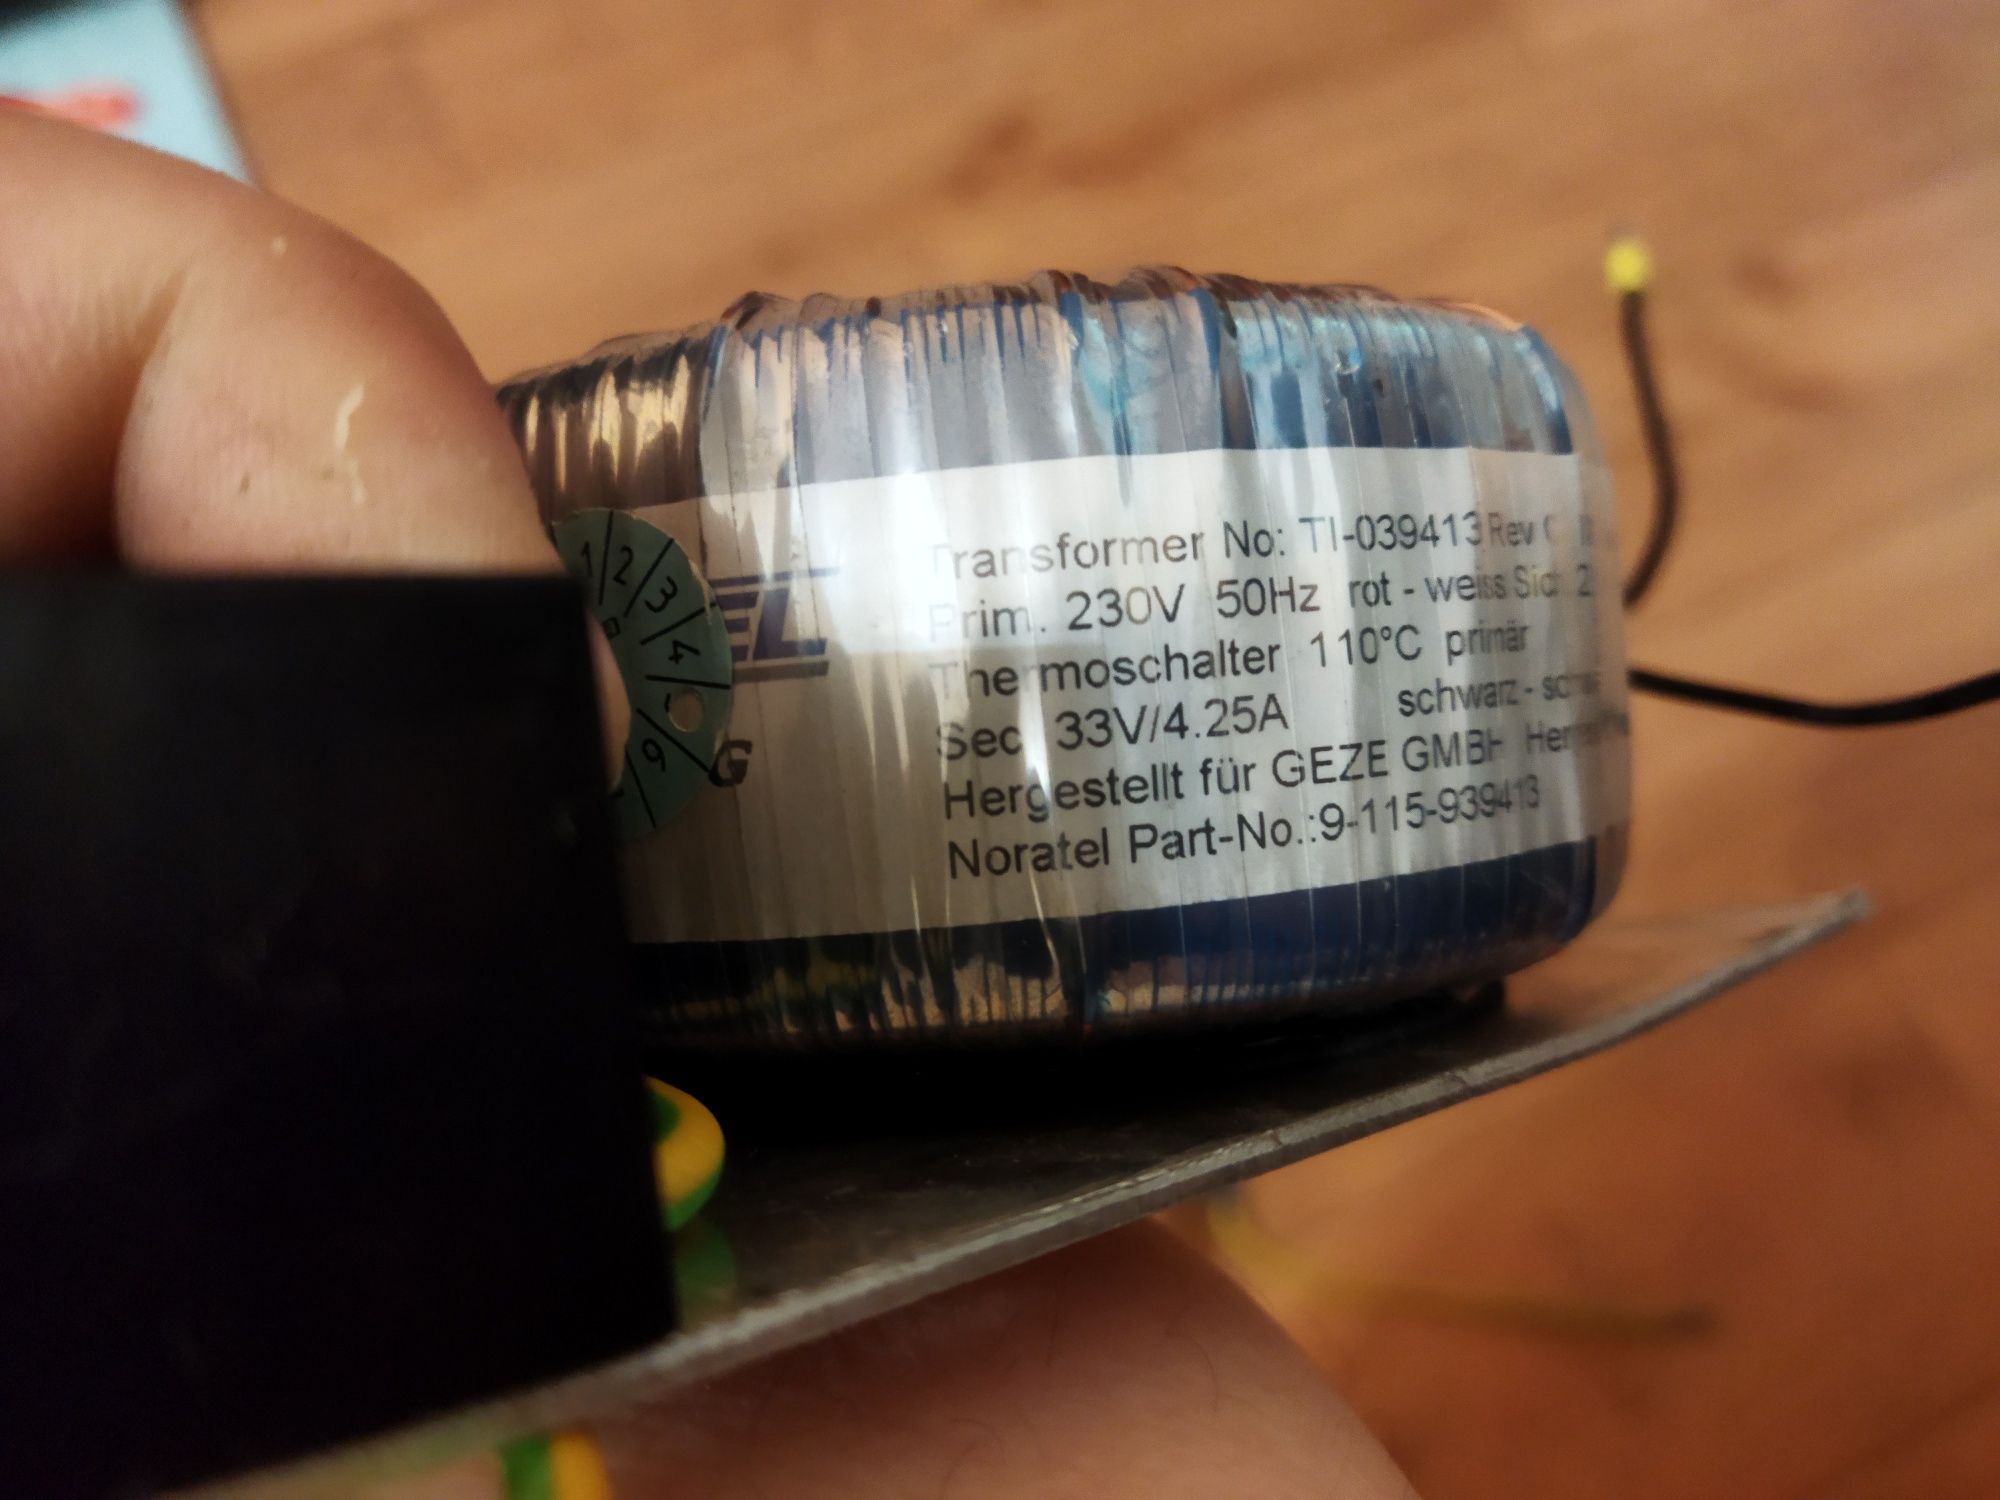 Transformer No: TI-039413 Rev
Prim. 230V 50Hz rot - weiss
Thermoschalter 110°C primär
Sec 33V/4.25A schwarz -
Hergestellt für GEZE GMBH
Noratel Part-No.:9-115-939413
EL
G
1 2 3 4 6